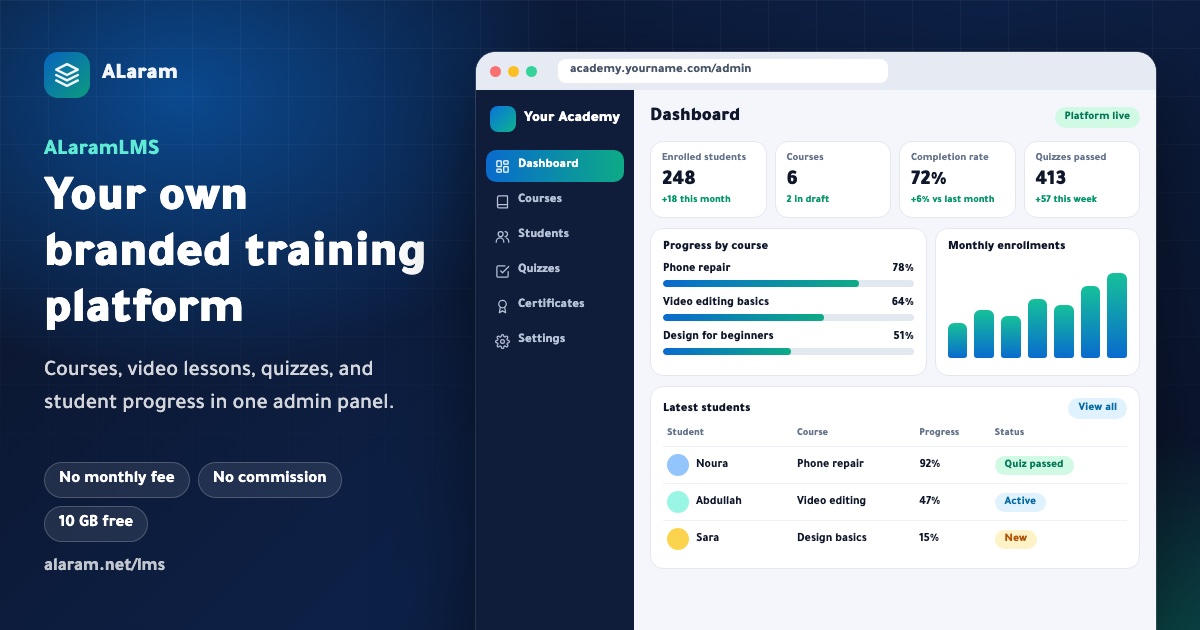 ALaram
ALaramLMS
Your own
branded training
platform
Courses, video lessons, quizzes, and
student progress in one admin panel.
No monthly fee
No commission
10 GB free
alaram.net/lms
academy.yourname.com/admin
Your Academy
Dashboard
Courses
Students
Quizzes
Certificates
Settings
Dashboard
Platform live
Enrolled students
248
+18 this month
Courses
6
2 in draft
Completion rate
72%
+6% vs last month
Quizzes passed
413
+57 this week
Progress by course
Phone repair 78%
Video editing basics 64%
Design for beginners 51%
Monthly enrollments
Latest students
View all
Student Course Progress Status
Noura Phone repair 92% Quiz passed
Abdullah Video editing 47% Active
Sara Design basics 15% New